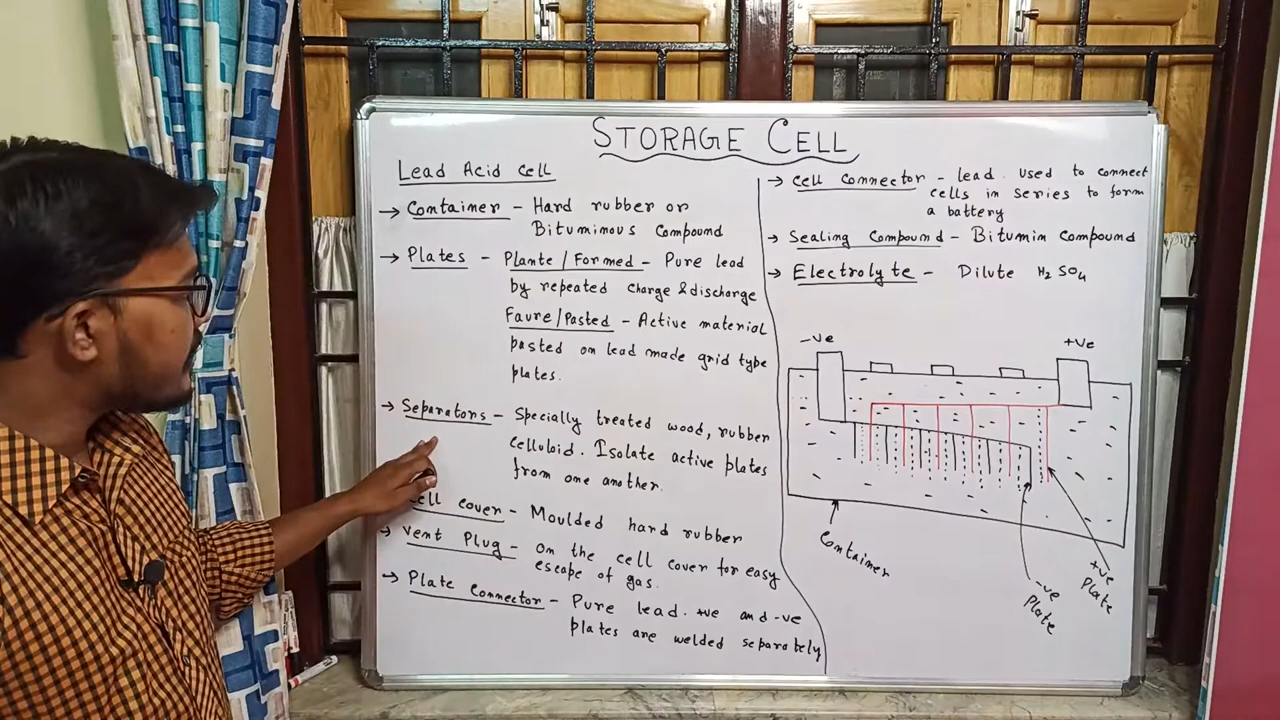 STORAGE CELL
Lead Acid cell
→ Container - Hard rubber or
Bituminous Compound
→ Plates - Plante/Formed - Pure lead
by repeated charge & discharge
Faure/Pasted - Active material
pasted on lead made grid type
plates.
→ Separators - Specially treated wood, rubber
celluloid. Isolate active plates
from one another.
Cell cover - Moulded hard rubber
→ Vent Plug - On the cell cover for easy
escape of gas.
→ Plate Connector - Pure lead. +ve and -ve
plates are welded separately
→ Cell Connector - lead. used to connect
cells in series to form
a battery
→ Sealing Compound - Bitumin Compound
→ Electrolyte - Dilute H₂SO₄
-ve
+ve
Container
-ve
Plate
+ve
Plate